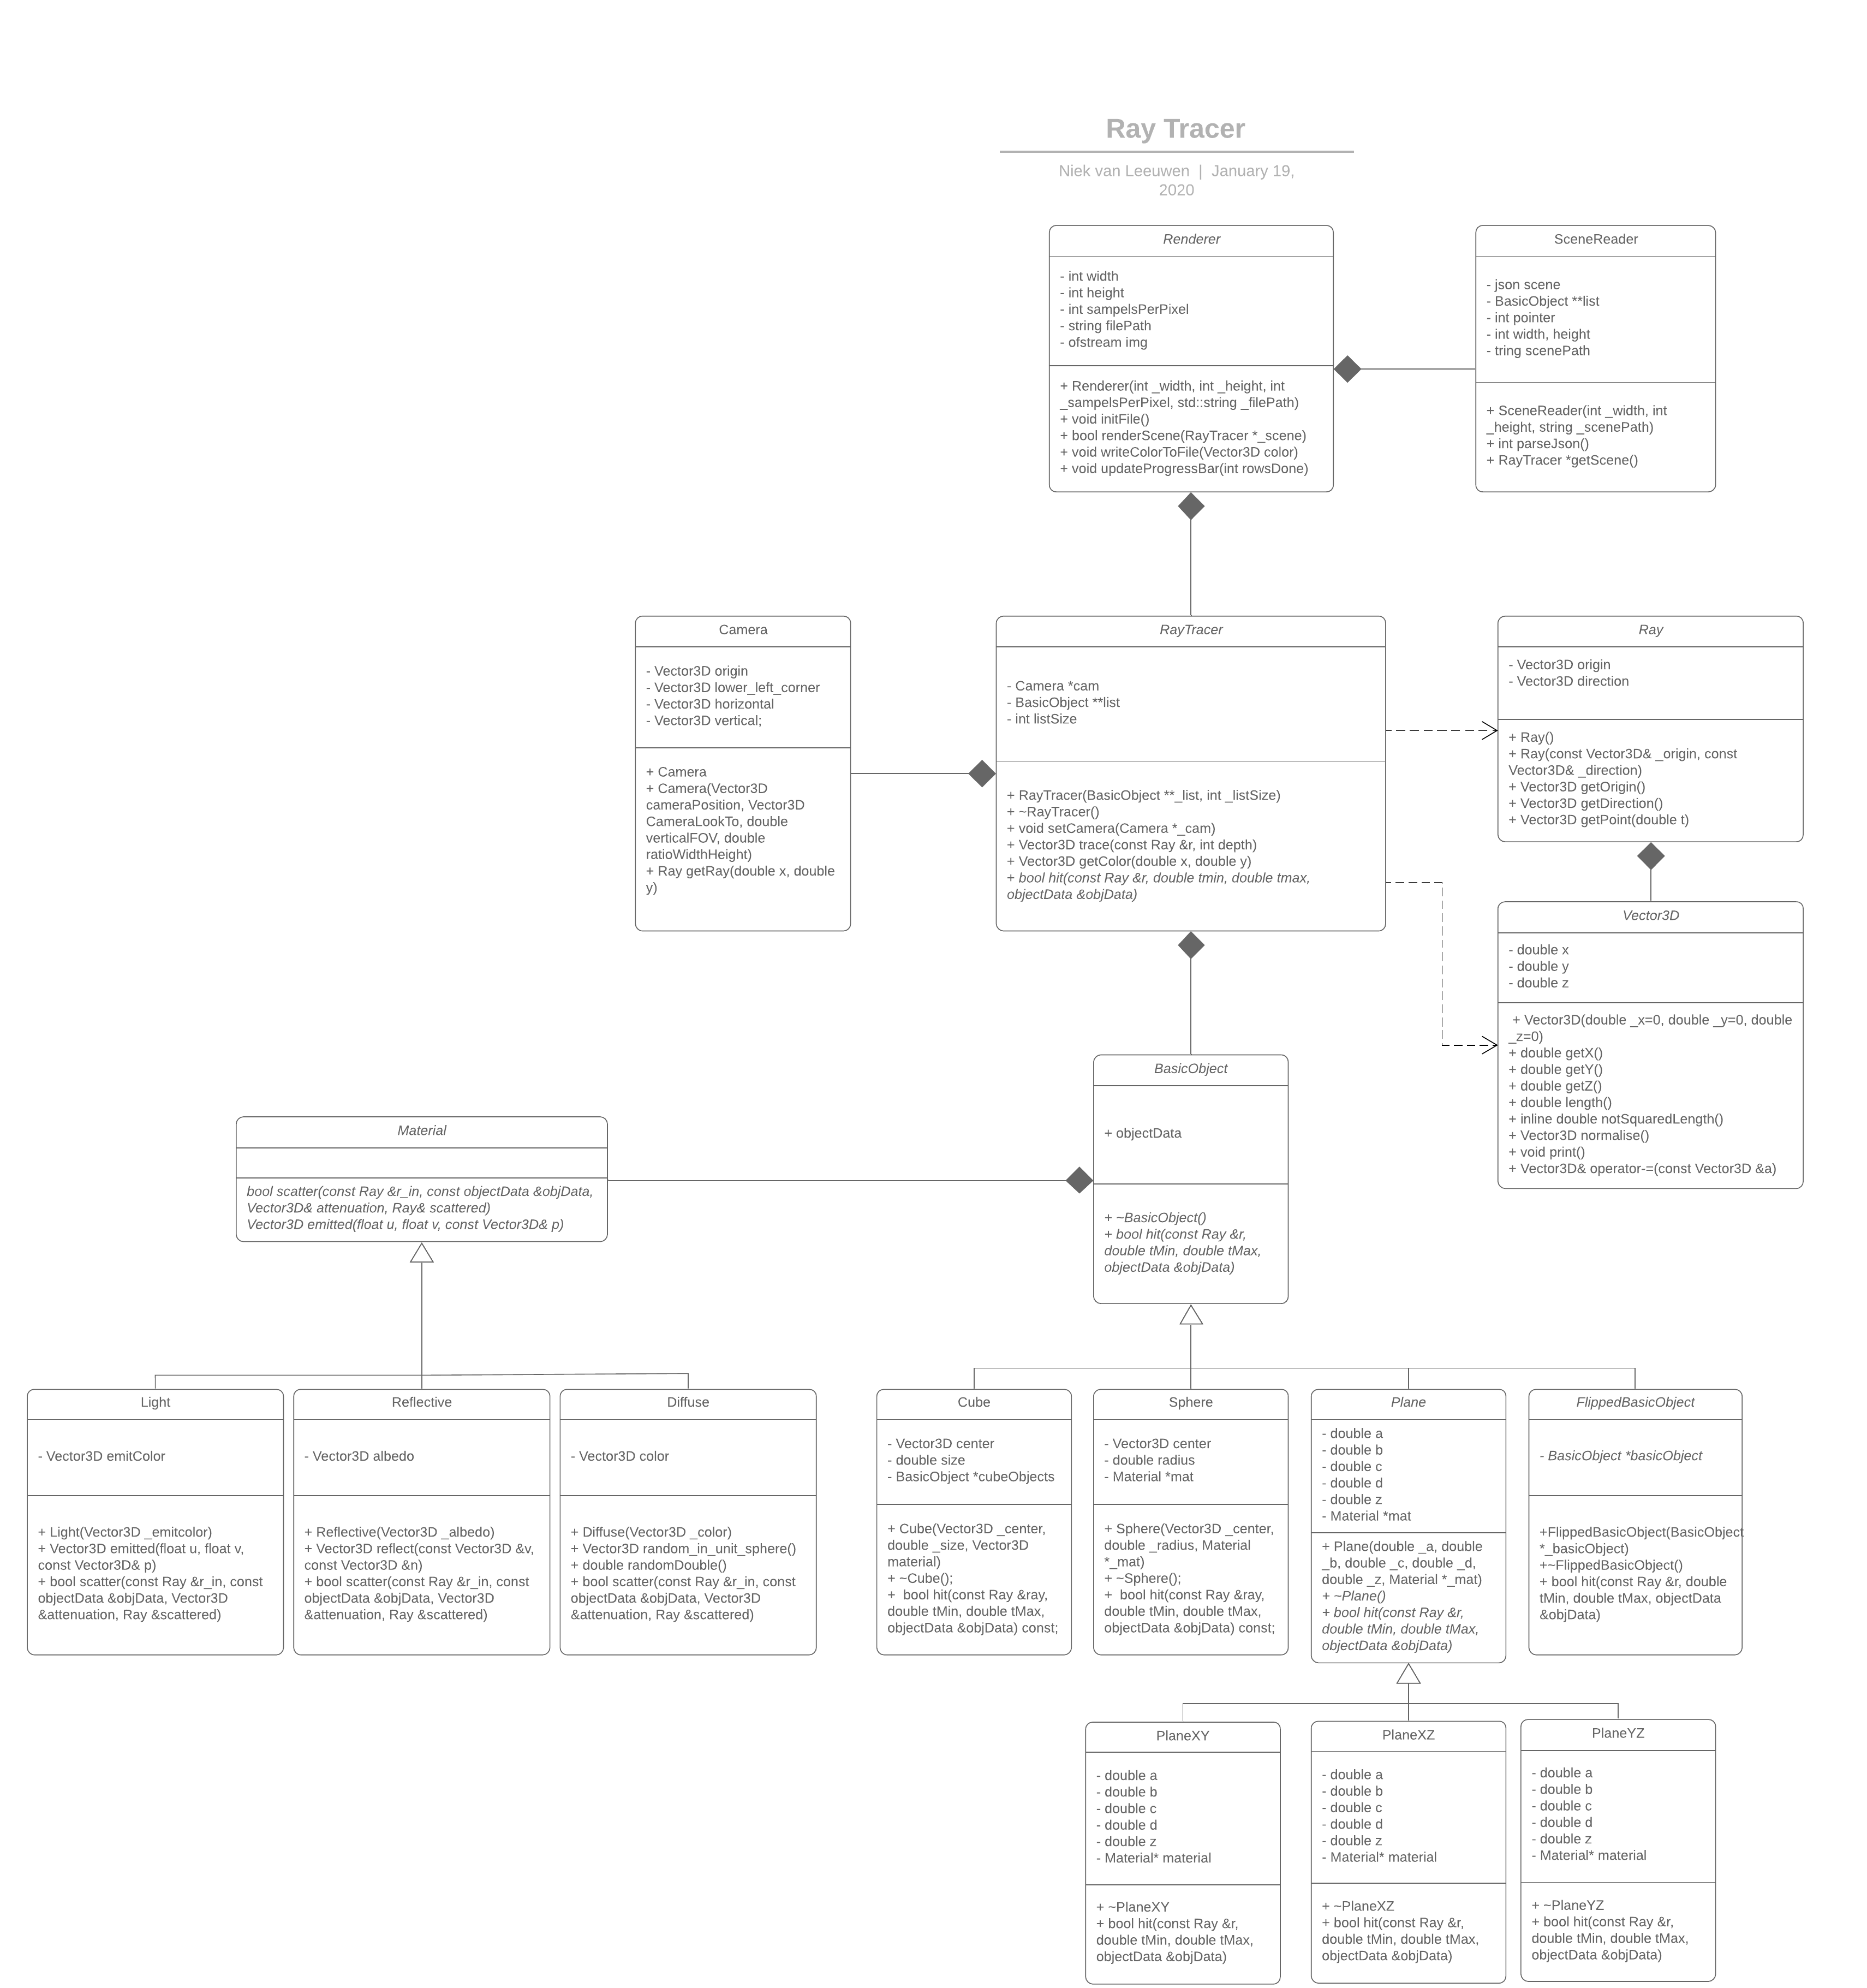 Ray Tracer
Niek van Leeuwen | January 19,
2020
Renderer
- int width
- int height
- int sampelsPerPixel
- string filePath
- ofstream img
+ Renderer(int _width, int _height, int
_sampelsPerPixel, std::string _filePath)
+ void initFile()
+ bool renderScene(RayTracer *_scene)
+ void writeColorToFile(Vector3D color)
+ void updateProgressBar(int rowsDone)
SceneReader
- json scene
- BasicObject **list
- int pointer
- int width, height
- tring scenePath
+ SceneReader(int _width, int
_height, string _scenePath)
+ int parseJson()
+ RayTracer *getScene()
Camera
- Vector3D origin
- Vector3D lower_left_corner
- Vector3D horizontal
- Vector3D vertical;
+ Camera
+ Camera(Vector3D
cameraPosition, Vector3D
CameraLookTo, double
verticalFOV, double
ratioWidthHeight)
+ Ray getRay(double x, double
y)
RayTracer
- Camera *cam
- BasicObject **list
- int listSize
+ RayTracer(BasicObject **_list, int _listSize)
+ ~RayTracer()
+ void setCamera(Camera *_cam)
+ Vector3D trace(const Ray &r, int depth)
+ Vector3D getColor(double x, double y)
+ bool hit(const Ray &r, double tmin, double tmax,
objectData &objData)
Ray
- Vector3D origin
- Vector3D direction
+ Ray()
+ Ray(const Vector3D& _origin, const
Vector3D& _direction)
+ Vector3D getOrigin()
+ Vector3D getDirection()
+ Vector3D getPoint(double t)
Vector3D
- double x
- double y
- double z
+ Vector3D(double _x=0, double _y=0, double
_z=0)
+ double getX()
+ double getY()
+ double getZ()
+ double length()
+ inline double notSquaredLength()
+ Vector3D normalise()
+ void print()
+ Vector3D& operator-=(const Vector3D &a)
BasicObject
+ objectData
+ ~BasicObject()
+ bool hit(const Ray &r,
double tMin, double tMax,
objectData &objData)
Material
bool scatter(const Ray &r_in, const objectData &objData,
Vector3D& attenuation, Ray& scattered)
Vector3D emitted(float u, float v, const Vector3D& p)
Light
- Vector3D emitColor
+ Light(Vector3D _emitcolor)
+ Vector3D emitted(float u, float v,
const Vector3D& p)
+ bool scatter(const Ray &r_in, const
objectData &objData, Vector3D
&attenuation, Ray &scattered)
Reflective
- Vector3D albedo
+ Reflective(Vector3D _albedo)
+ Vector3D reflect(const Vector3D &v,
const Vector3D &n)
+ bool scatter(const Ray &r_in, const
objectData &objData, Vector3D
&attenuation, Ray &scattered)
Diffuse
- Vector3D color
+ Diffuse(Vector3D _color)
+ Vector3D random_in_unit_sphere()
+ double randomDouble()
+ bool scatter(const Ray &r_in, const
objectData &objData, Vector3D
&attenuation, Ray &scattered)
Cube
- Vector3D center
- double size
- BasicObject *cubeObjects
+ Cube(Vector3D _center,
double _size, Vector3D
material)
+ ~Cube();
+ bool hit(const Ray &ray,
double tMin, double tMax,
objectData &objData) const;
Sphere
- Vector3D center
- double radius
- Material *mat
+ Sphere(Vector3D _center,
double _radius, Material
*_mat)
+ ~Sphere();
+ bool hit(const Ray &ray,
double tMin, double tMax,
objectData &objData) const;
Plane
- double a
- double b
- double c
- double d
- double z
- Material *mat
+ Plane(double _a, double
_b, double _c, double _d,
double _z, Material *_mat)
+ ~Plane()
+ bool hit(const Ray &r,
double tMin, double tMax,
objectData &objData)
FlippedBasicObject
- BasicObject *basicObject
+FlippedBasicObject(BasicObject
*_basicObject)
+~FlippedBasicObject()
+ bool hit(const Ray &r, double
tMin, double tMax, objectData
&objData)
PlaneXY
- double a
- double b
- double c
- double d
- double z
- Material* material
+ ~PlaneXY
+ bool hit(const Ray &r,
double tMin, double tMax,
objectData &objData)
PlaneXZ
- double a
- double b
- double c
- double d
- double z
- Material* material
+ ~PlaneXZ
+ bool hit(const Ray &r,
double tMin, double tMax,
objectData &objData)
PlaneYZ
- double a
- double b
- double c
- double d
- double z
- Material* material
+ ~PlaneYZ
+ bool hit(const Ray &r,
double tMin, double tMax,
objectData &objData)